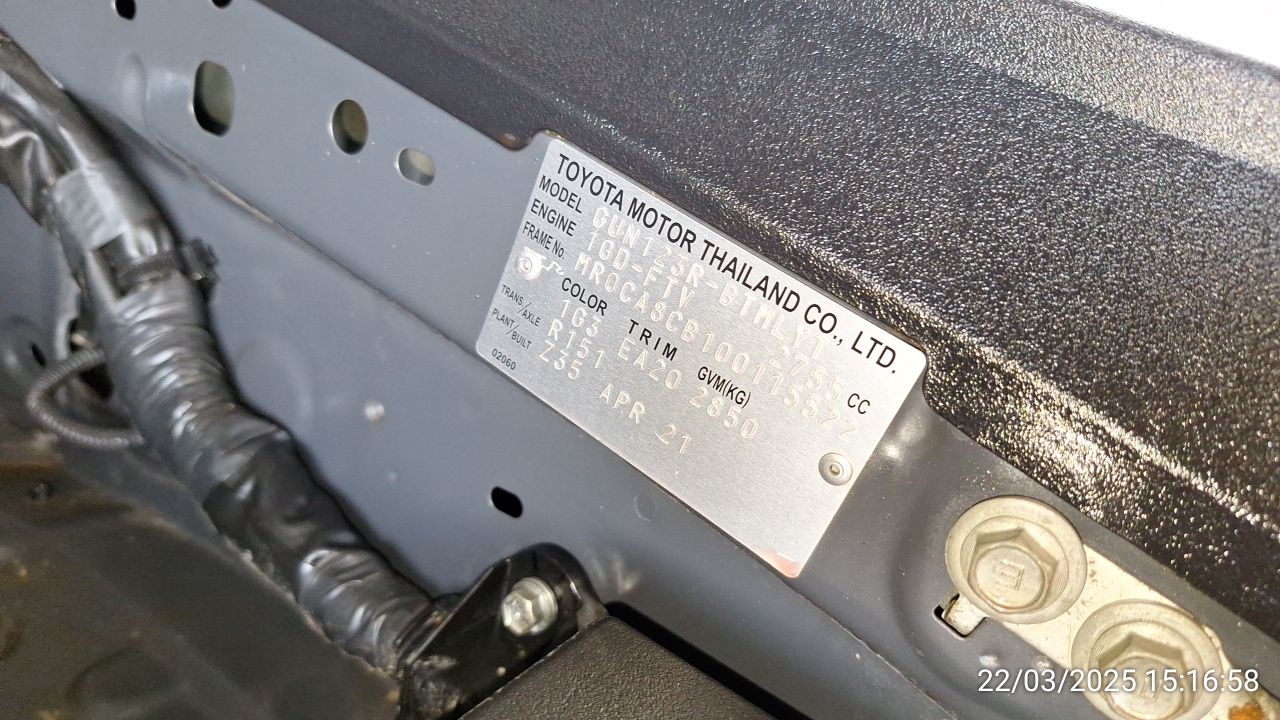 TOYOTA MOTOR THAILAND CO., LTD.
MODEL GUN123R-BTMLYT
ENGINE 1GD-FTV 2755 CC
FRAME No. MR0CA8CB100175522
COLOR TRIM GVM(KG)
1G3 EA20 2850
TRANS/AXLE R151
PLANT/BUILT Z35 APR 21
02060
E
22/03/2025 15:16:58